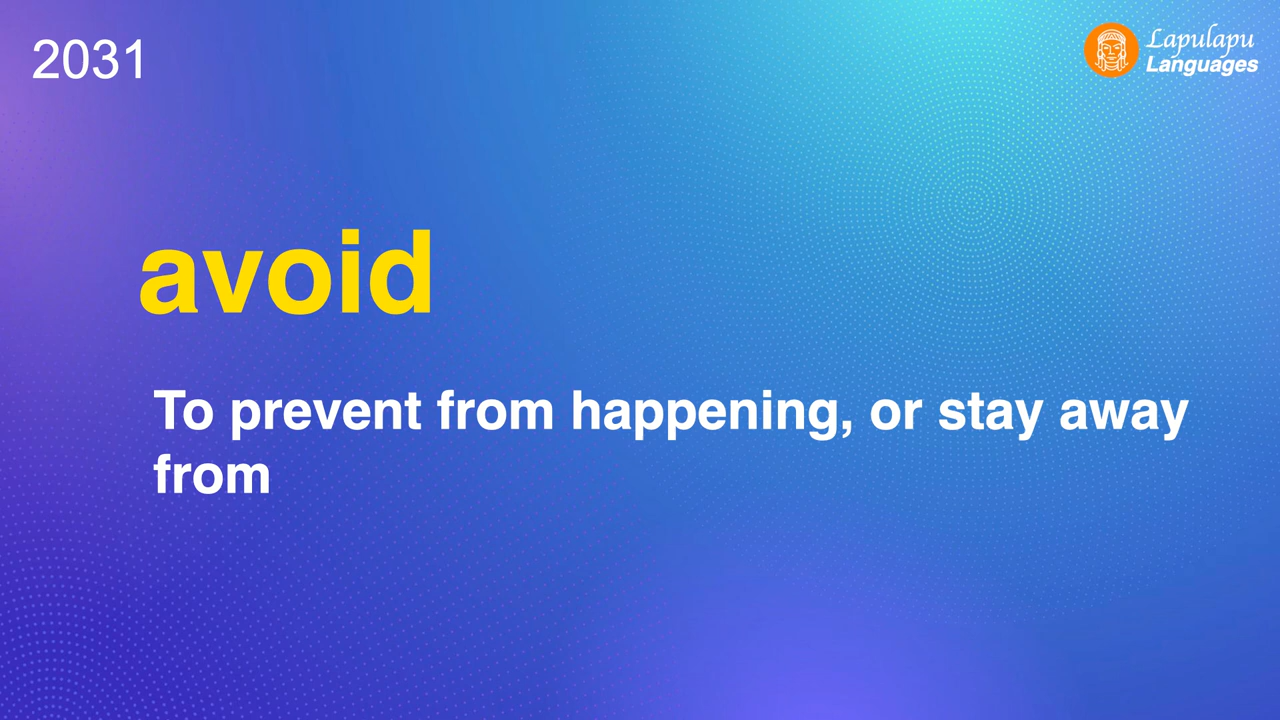 2031
Lapulapu
Languages
avoid
To prevent from happening, or stay away
from